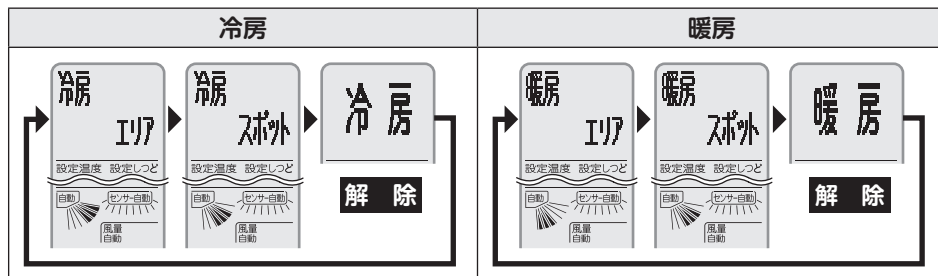 冷房
暖房
冷房
エリア
設定温度 設定しつど
自動
センサー自動
風量
自動
冷房
スポット
設定温度 設定しつど
自動
センサー自動
風量
自動
冷房
解除
暖房
エリア
設定温度 設定しつど
自動
センサー自動
風量
自動
暖房
スポット
設定温度 設定しつど
自動
センサー自動
風量
自動
暖房
解除